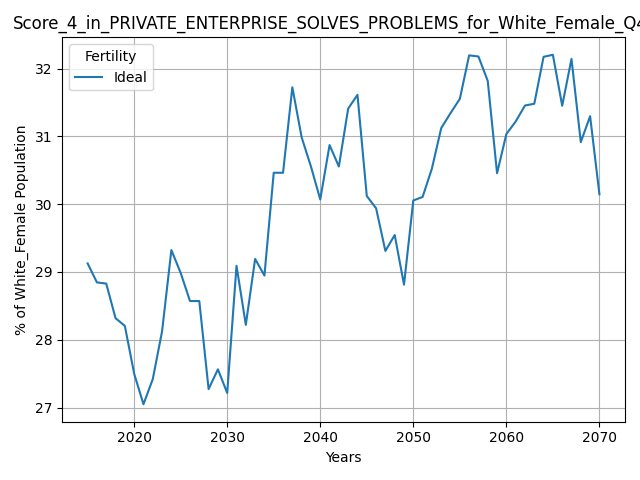 Score_4_in_PRIVATE_ENTERPRISE_SOLVES_PROBLEMS_for_White_Female_Q4
Fertility
Ideal
% of White_Female Population
32
31
30
29
28
27
2020 2030 2040 2050 2060 2070
Years